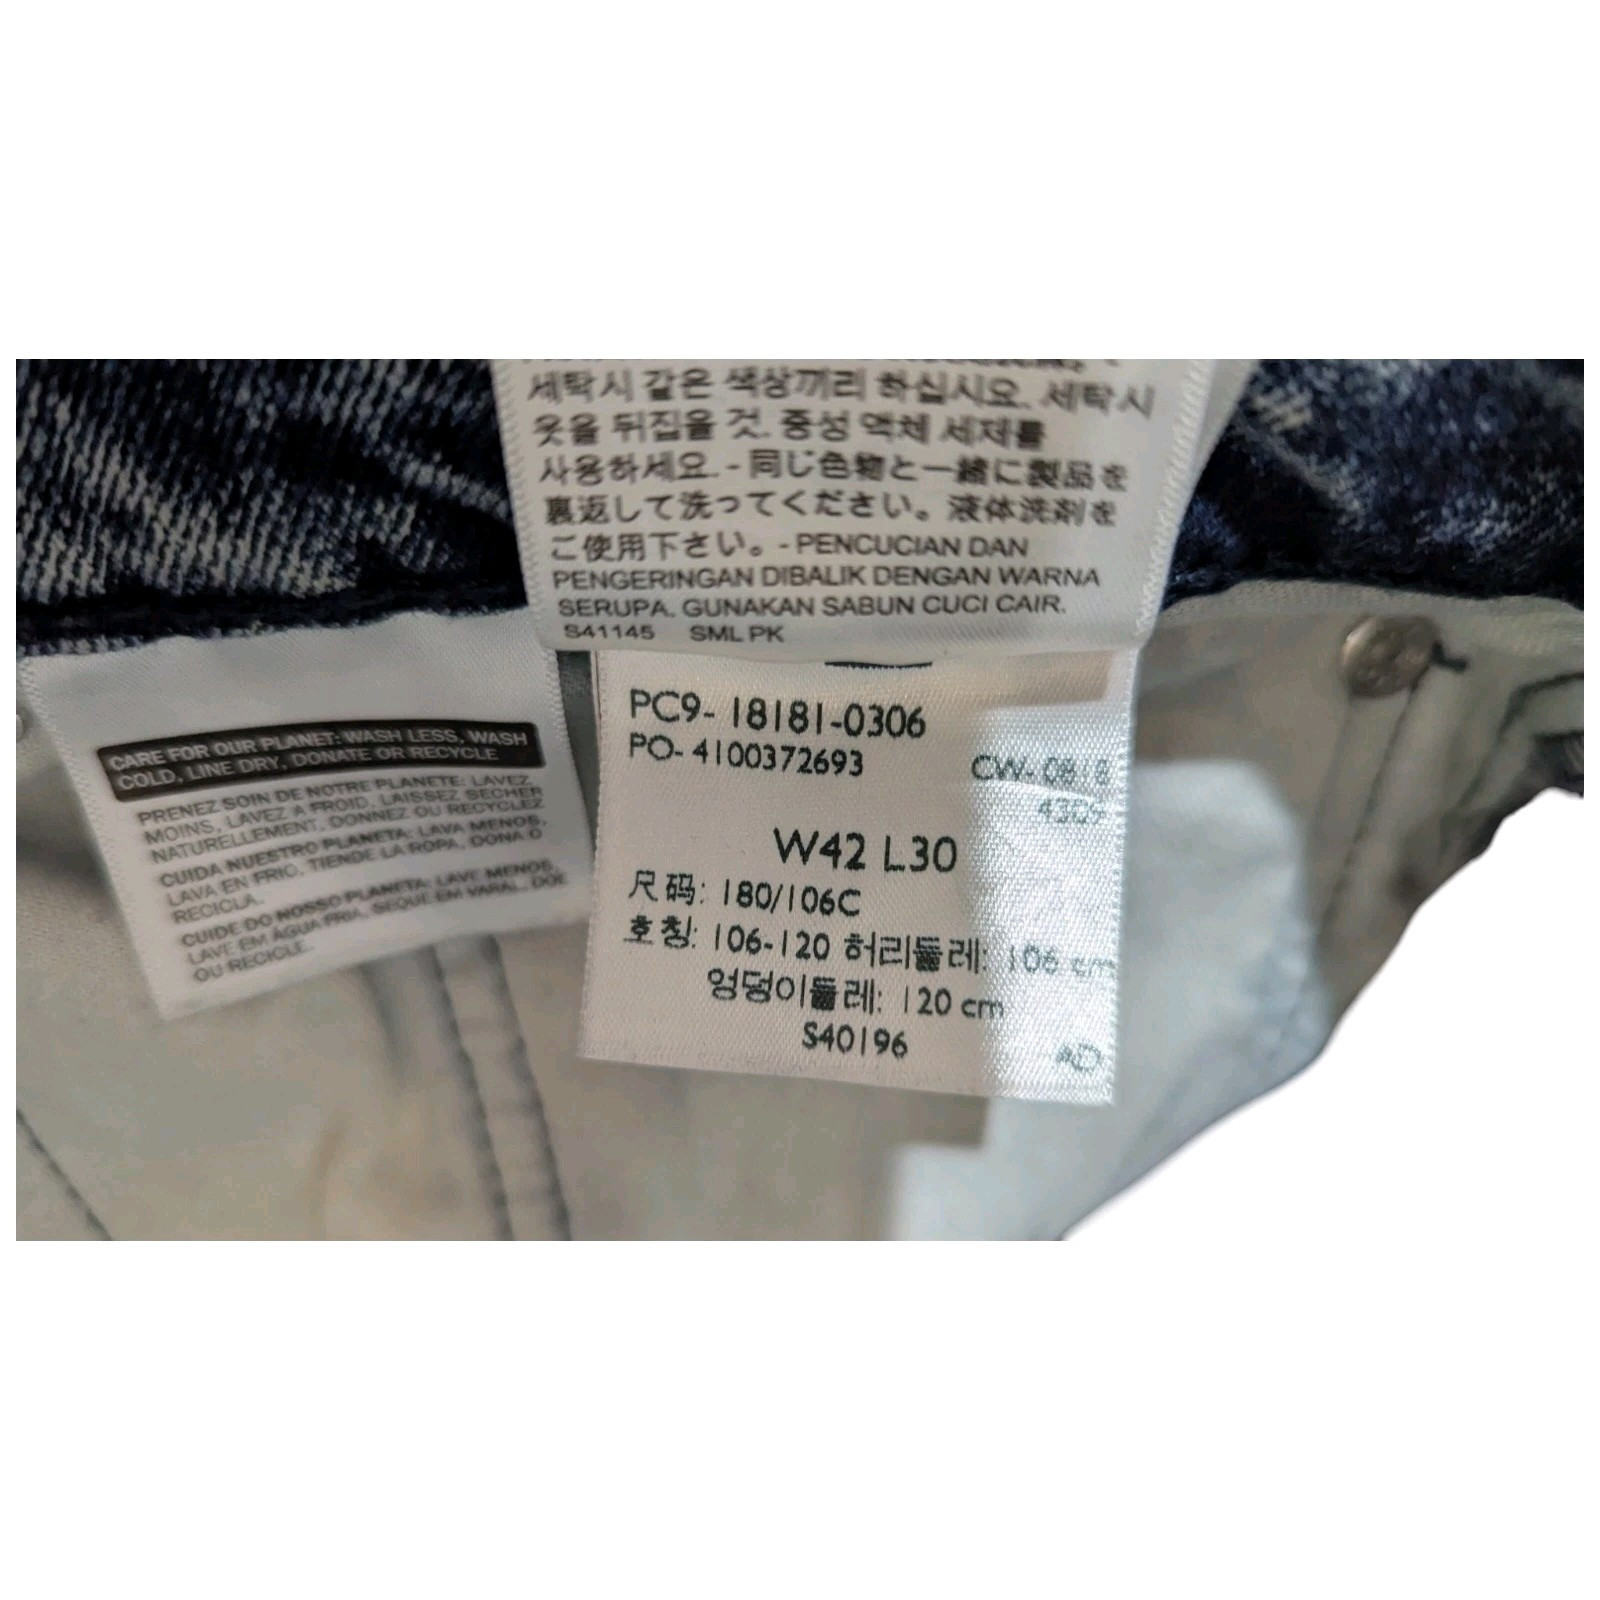 세탁시 같은 색상끼리 하십시오. 세탁시
옷을 뒤집을 것. 중성 액체 세제를
사용하세요. - 同じ色物と一緒に製品を
裏返して洗ってください。液体洗剤を
ご使用下さい。- PENCUCIAN DAN
PENGERINGAN DIBALIK DENGAN WARNA
SERUPA. GUNAKAN SABUN CUCI CAIR.
S41145 SML PK
CARE FOR OUR PLANET: WASH LESS, WASH
COLD, LINE DRY, DONATE OR RECYCLE
PRENEZ SOIN DE NOTRE PLANETE: LAVEZ
MOINS, LAVEZ A FROID, LAISSEZ SECHER
NATURELLEMENT, DONNEZ OU RECYCLEZ
CUIDA NUESTRO PLANETA: LAVA MENOS,
LAVA EN FRIO, TIENDE LA ROPA, DONA O
RECICLA.
CUIDE DO NOSSO PLANETA: LAVE MENOS,
LAVE EM ÁGUA FRIA, SEQUE EM VARAL, DOE
OU RECICLE.
PC9- 18181-0306
PO- 4100372693
CW- 0818
W42 L30
尺码: 180/106C
호칭: 106-120 허리둘레: 106 cm
엉덩이둘레: 120 cm
S40196